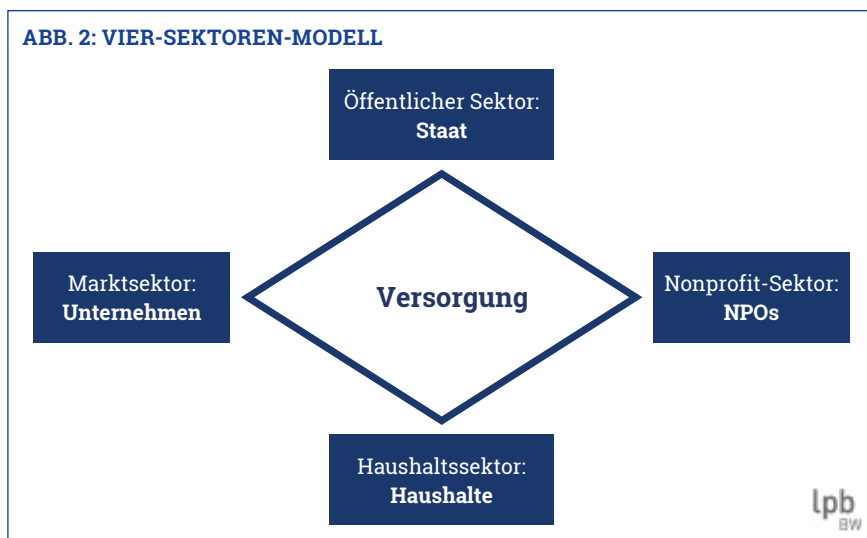 ABB. 2: VIER-SEKTOREN-MODELL
Öffentlicher Sektor:
Staat
Marktsektor:
Unternehmen
Versorgung
Nonprofit-Sektor:
NPOs
Haushaltssektor:
Haushalte
lpb
BW